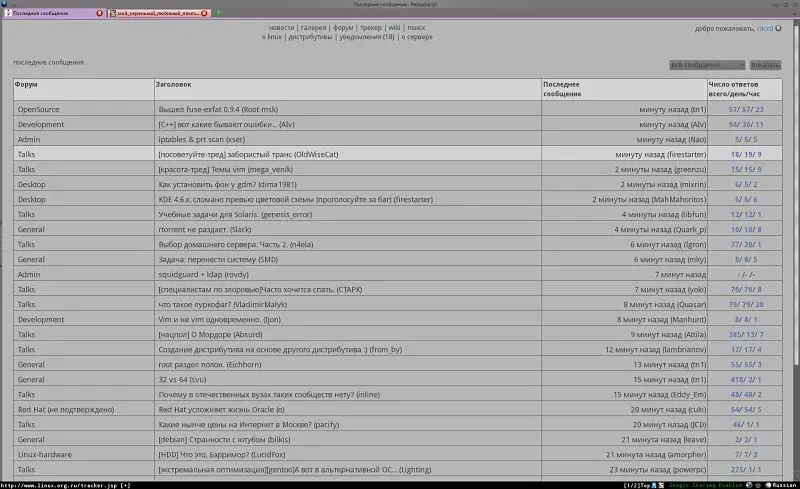 Последние сообщения - Pentadactyl
Последние сообщения
новости | галерея | форум | трекер | wiki | поиск
о linux | дистрибутивы | уведомления (18) | о сервере
добро пожаловать,
последние сообщения
все сообщения
показать
Форум Заголовок Последнее сообщение Число ответов всего/день/час
OpenSource Вышел fuse-exfat 0.9.4 (Root-msk) минуту назад (tn1) 57/ 57/ 23
Development [C++] вот какие бывают ошибки... (Alv) минуту назад (Alv) 94/ 30/ 11
Admin iptables & prt scan (xser) минуту назад (Nao) 5/ 5/ 5
Talks [посоветуйте-тред] забористый транс (OldWiseCat) минуту назад (firestarter) 18/ 19/ 9
Talks [красота-тред] Темы vim (mega_venik) 2 минуты назад (greenzu) 15/ 15/ 9
Desktop Как установить фон у gdm? (dima1981) 2 минуты назад (mixrin) 6/ 5/ 2
Desktop KDE 4.6.x, сломано превью цветовой схемы (проголосуйте за баг) (firestarter) 2 минуты назад (MahMahoritos) 6/ 6/ 6
Talks Учебные задачи для Solaris. (genesis_error) 4 минуты назад (libfun) 12/ 12/ 1
General rtorrent не раздает. (Slack) 4 минуты назад (Quark_p) 10/ 10/ 8
Talks Выбор домашнего сервера. Часть 2. (n4ela) 6 минут назад (Igron) 77/ 20/ 1
General Задача: перенести систему (SMD) 6 минут назад (mky) 8/ 8/ 5
Admin squidguard + ldap (rovdy) 7 минут назад -/ -/-
Talks [специалистам по злоровью]Часто хочется спать. (CTAPK) 7 минут назад (yoki) 70/ 70/ 8
Talks что такое пуркофаг? (VladimirMalyk) 8 минут назад (Quasar) 79/ 79/ 30
Development Vim и не vim одновременно. (Ijon) 8 минут назад (Manhunt) 8/ 8/ 1
Talks [нацпол] О Мордоре (Absurd) 9 минут назад (Attila) 385/ 13/ 7
Talks Создание дистрибутива на основе другого дистрибутива :) (from_by) 12 минут назад (lambrianov) 17/ 17/ 4
General root раздел полон. (Eichhorn) 13 минут назад (tn1) 55/ 55/ 3
General 32 vs 64 (svu) 15 минут назад (tn1) 418/ 2/ 1
Talks Почему в отечественных вузах таких сообществ нету? (inline) 15 минут назад (Eddy_Em) 48/ 48/ 2
Red Hat (не подтверждено) Red Hat усложняет жизнь Oracle (o) 20 минут назад (cuki) 54/ 54/ 5
Talks Какие нынче цены на Интернет в Москве? (pacify) 20 минут назад (JCD) 46/ 1/ 1
General [debian] Странности с ютубом (bilkis) 21 минута назад (leave) 2/ 2/ 1
Linux-hardware [HDD] Что это, Барримор? (LucidFox) 21 минута назад (amorpher) 7/ 7/ 2
Talks [экстремальная оптимизация][gentoo]А вот в альтернативной ОС... (Lighting) 23 минуты назад (powerpc) 275/ 1/ 1
http://www.linux.org.ru/tracker.jsp [+] [1/2] Top Google Sharing Enabled Russian